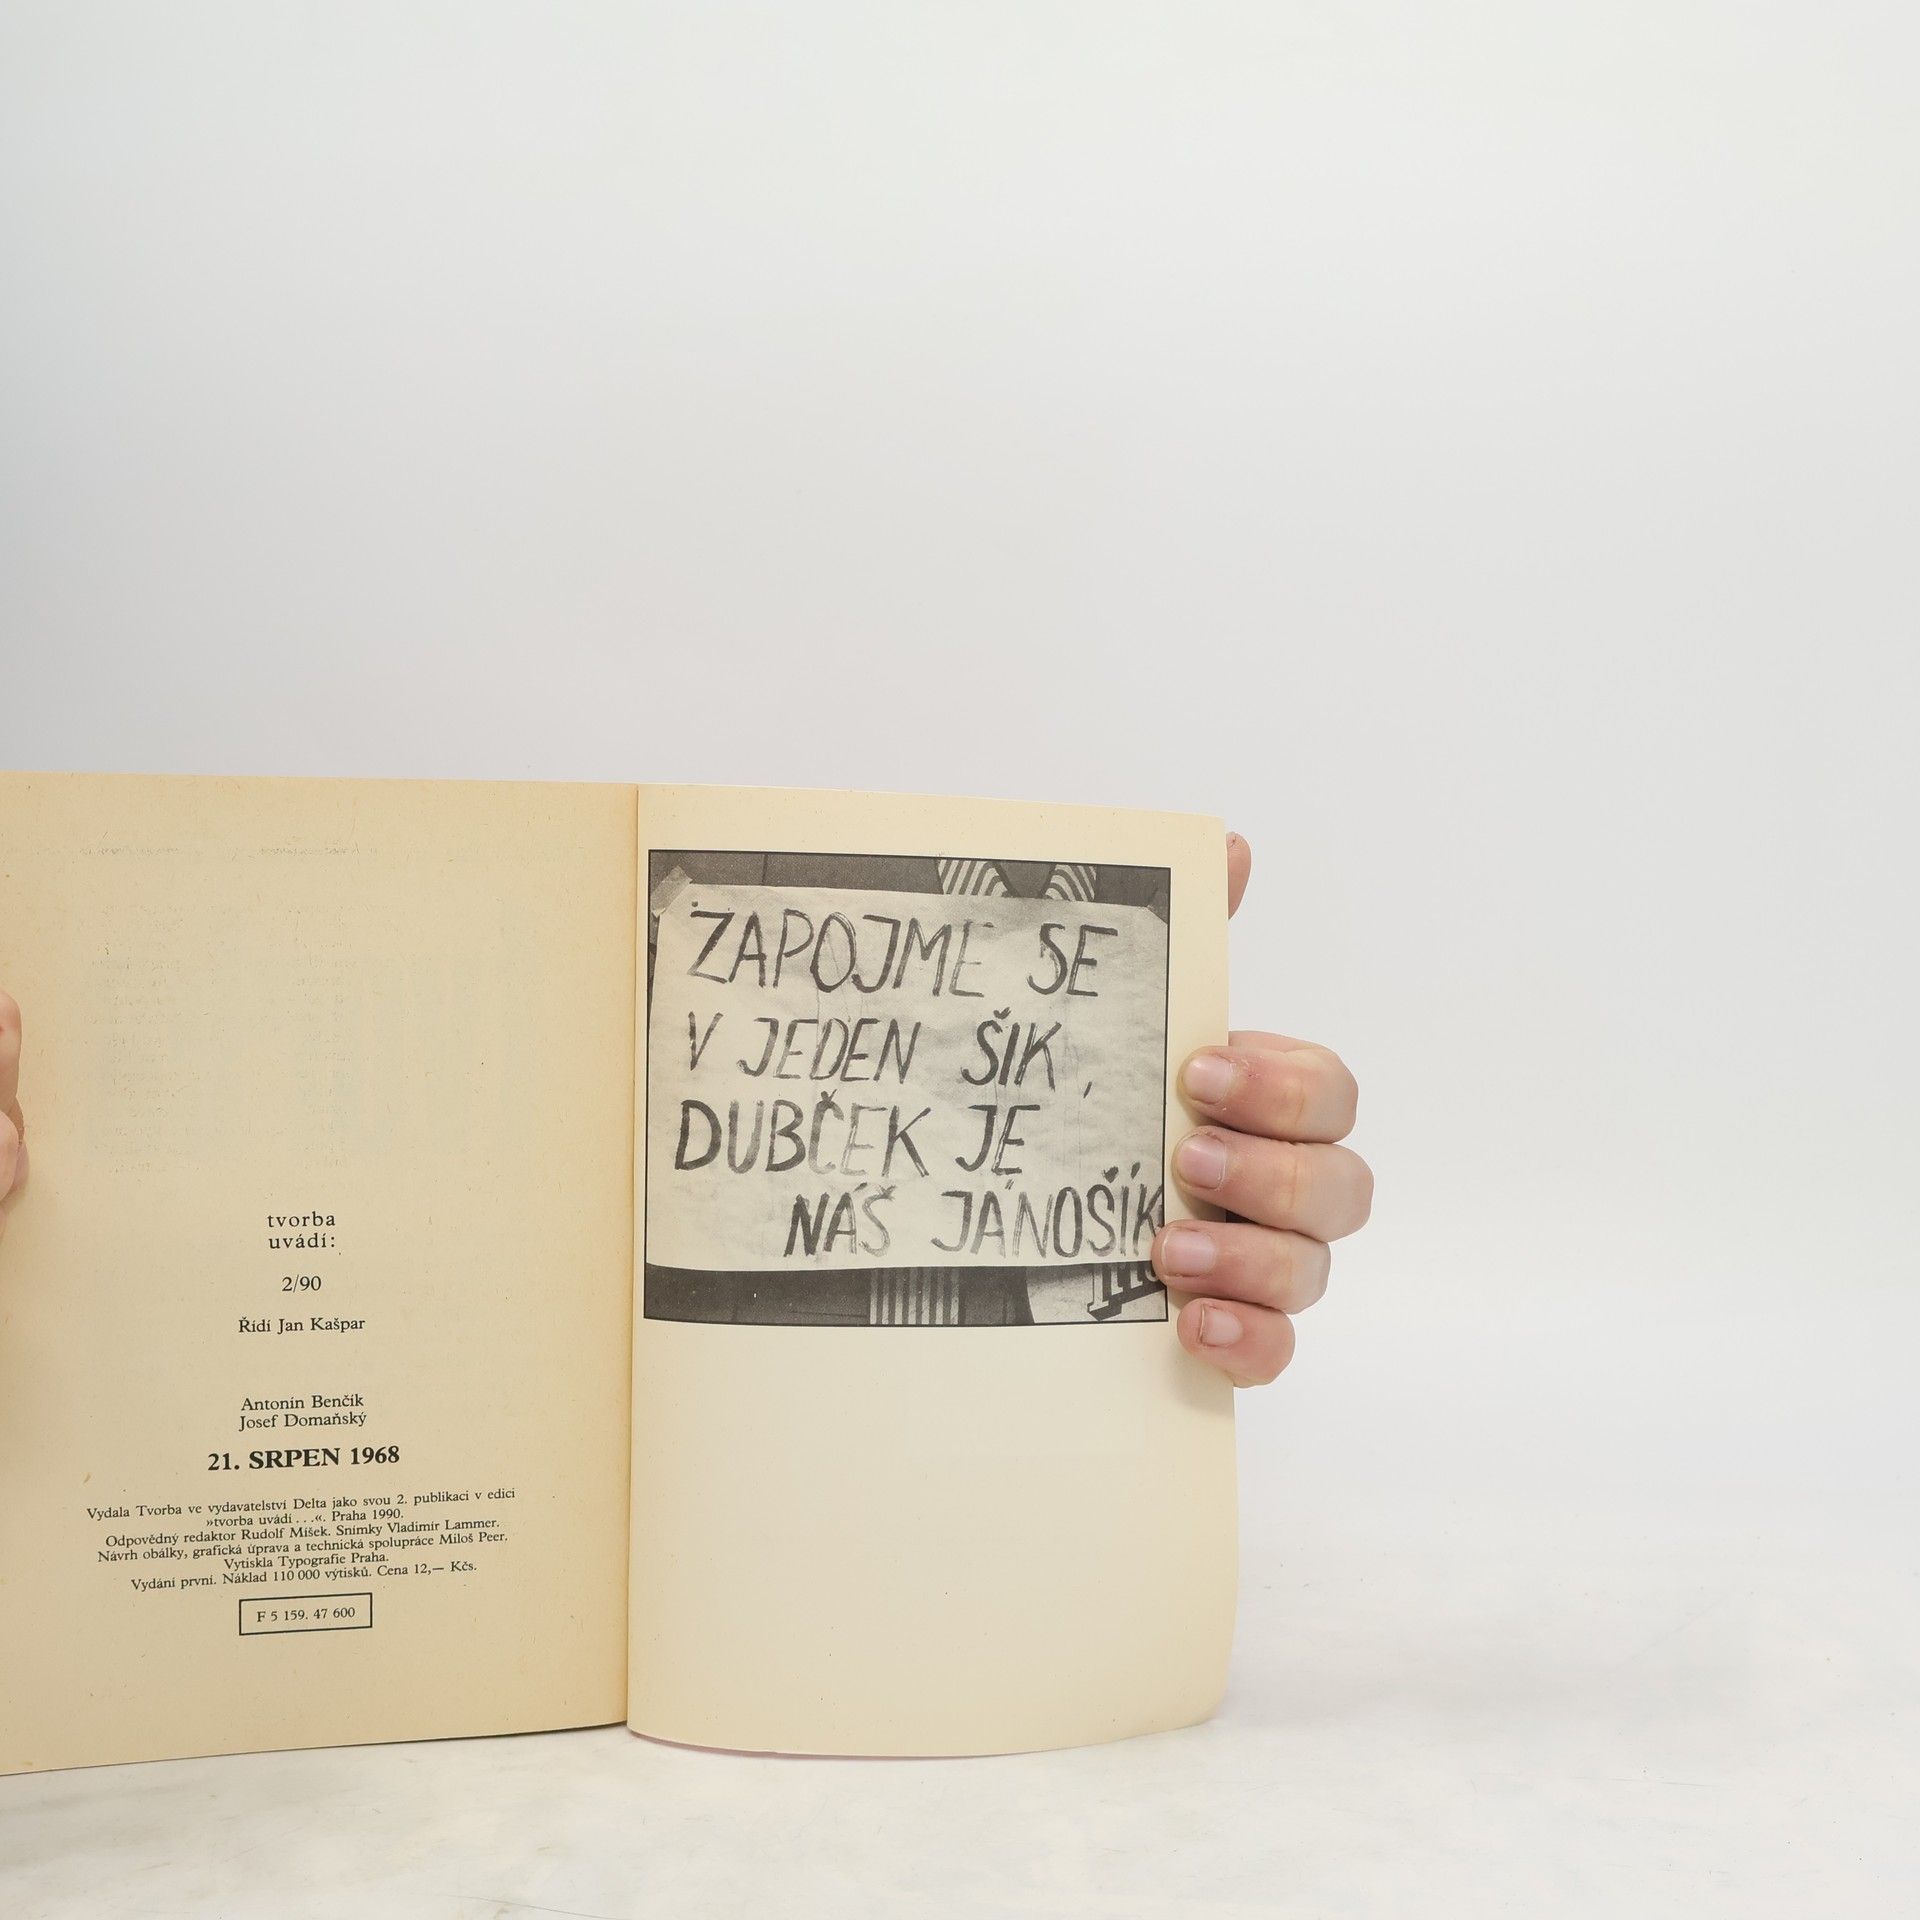 tvorba
uvádí:
2/90
Řídí Jan Kašpar
Antonín Benčík
Josef Domaňský
21. SRPEN 1968
Vydala Tvorba ve vydavatelství Delta jako svou 2. publikaci v edici
»tvorba uvádí . . .«. Praha 1990.
Odpovědný redaktor Rudolf Míšek. Snímky Vladimír Lammer.
Návrh obálky, grafická úprava a technická spolupráce Miloš Peer.
Vytiskla Typografie Praha.
Vydání první. Náklad 110 000 výtisků. Cena 12,— Kčs.
F 5 159. 47 600
ZAPOJME SE
V JEDEN ŠIK,
DUBČEK JE
NÁŠ JÁNOŠÍK